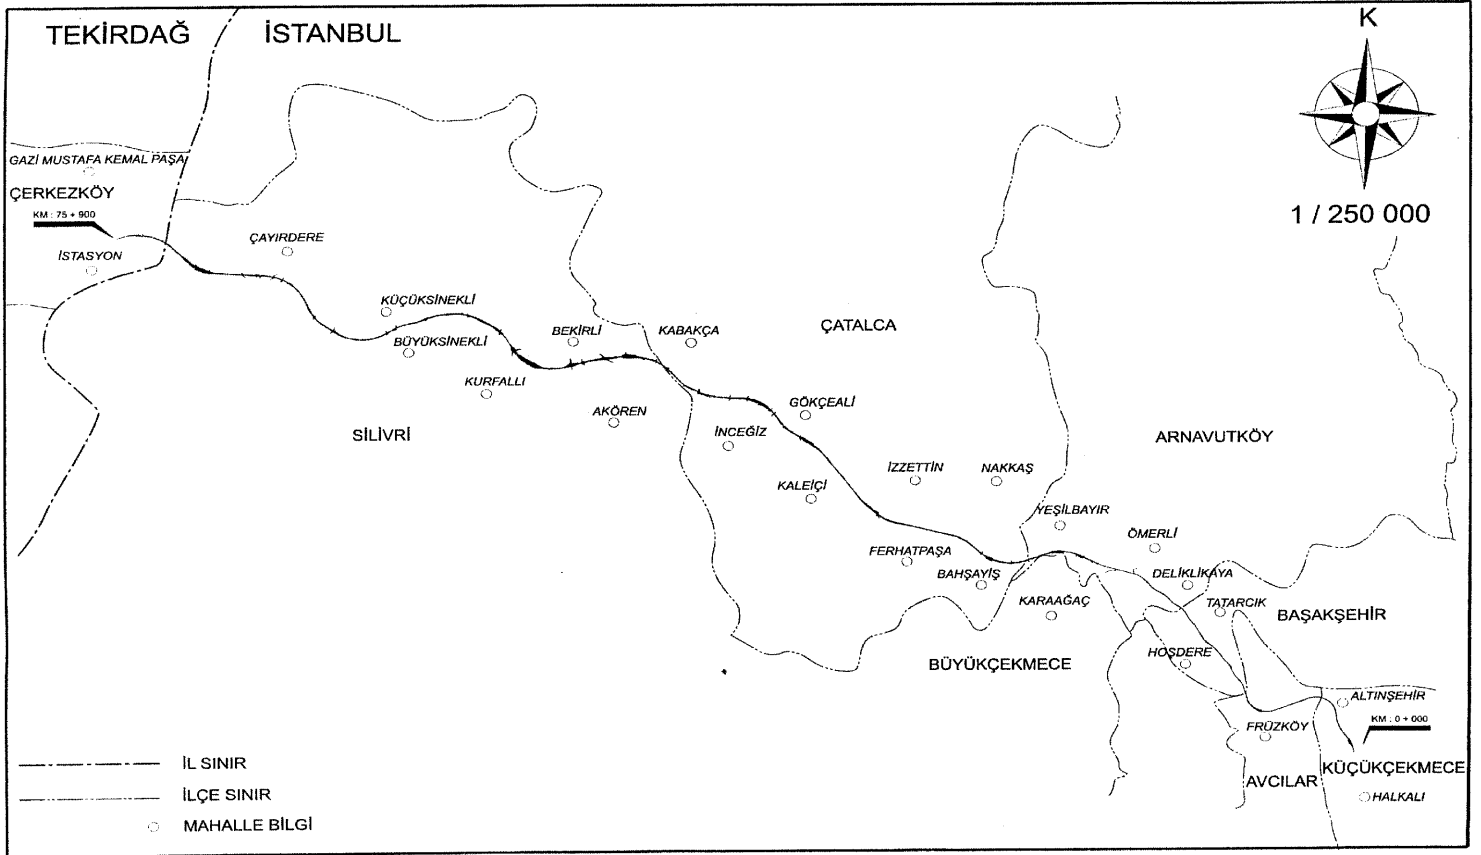 TEKİRDAĞ
İSTANBUL
K
1 / 250 000
GAZİ MUSTAFA KEMAL PAŞA
ÇERKEZKÖY
KM : 75 + 900
İSTASYON
ÇAYIRDERE
KÜÇÜKSİNEKLİ
BÜYÜKSİNEKLİ
KURFALLI
BEKİRLİ
KABAKÇA
ÇATALCA
AKÖREN
SİLİVRİ
GÖKÇEALİ
İNCEĞİZ
ARNAVUTKÖY
KALEİÇİ
İZZETTİN
NAKKAŞ
YEŞİLBAYIR
ÖMERLİ
FERHATPAŞA
BAHŞAYİŞ
DELİKLİKAYA
KARAAĞAÇ
TATARCIK
BAŞAKŞEHİR
BÜYÜKÇEKMECE
HOŞDERE
ALTINŞEHİR
KM : 0 + 000
FRÜZKÖY
KÜÇÜKÇEKMECE
AVCILAR
HALKALI
İL SINIR
İLÇE SINIR
MAHALLE BİLGİ